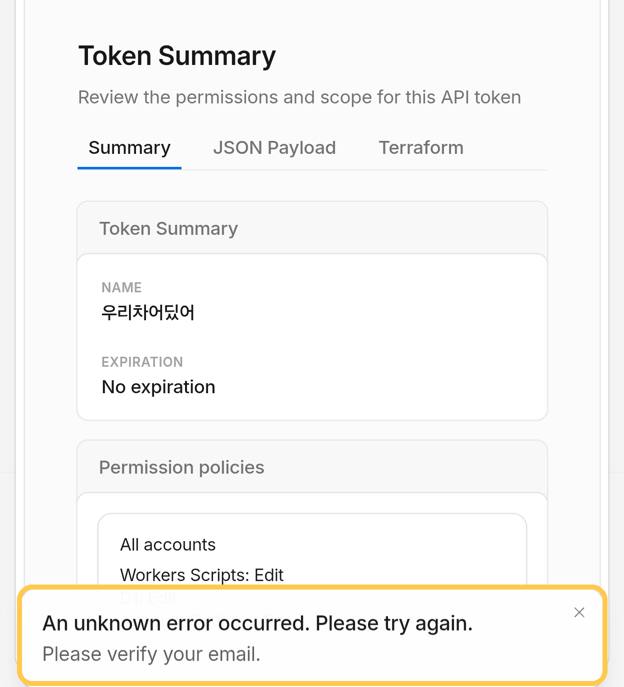 Token Summary
Review the permissions and scope for this API token
Summary JSON Payload Terraform
Token Summary
NAME
우리차어딨어
EXPIRATION
No expiration
Permission policies
All accounts
Workers Scripts: Edit
An unknown error occurred. Please try again.
Please verify your email.